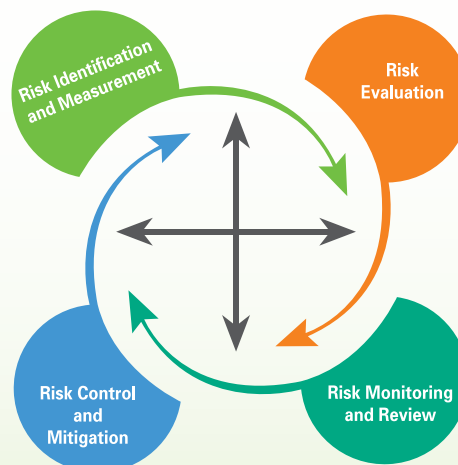 Risk Identification
and Measurement
Risk
Evaluation
Risk Control
and
Mitigation
Risk Monitoring
and Review